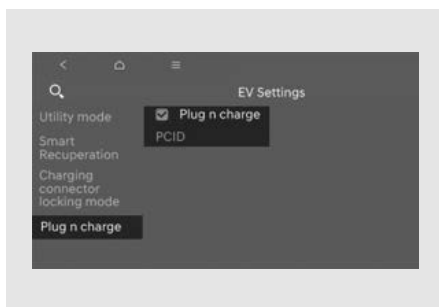 EV Settings
Utility mode
Smart
Recuperation
Charging
connector
locking mode
Plug n charge
Plug n charge
PCID